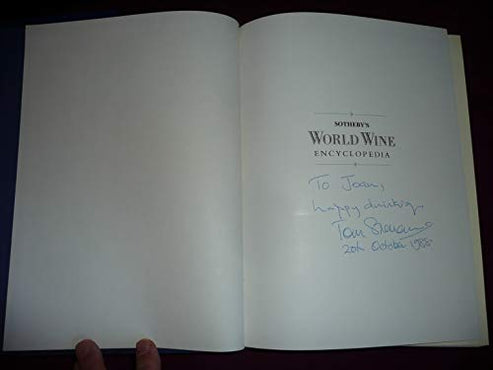 SOTHEBY'S
WORLD WINE
ENCYCLOPEDIA
To Joan,
happy drinking
Tom Stevenson
20th October 1988